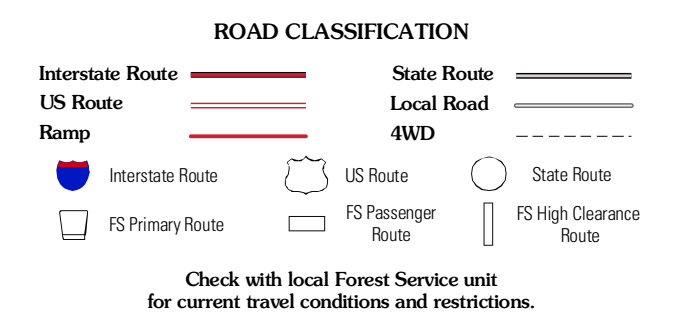 ROAD CLASSIFICATION
Interstate Route
State Route
US Route
Local Road
Ramp
4WD
Interstate Route
US Route
State Route
FS Primary Route
FS Passenger
Route
FS High Clearance
Route
Check with local Forest Service unit
for current travel conditions and restrictions.